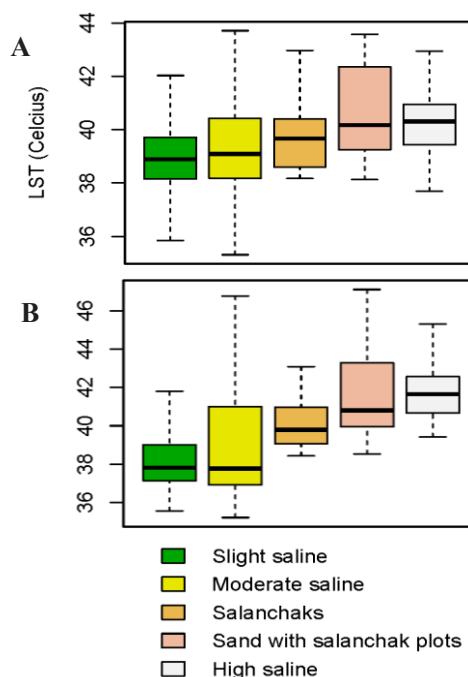 A
LST (Celcius)
44
42
40
38
36
B
46
44
42
40
38
36
Slight saline
Moderate saline
Salanchaks
Sand with salanchak plots
High saline